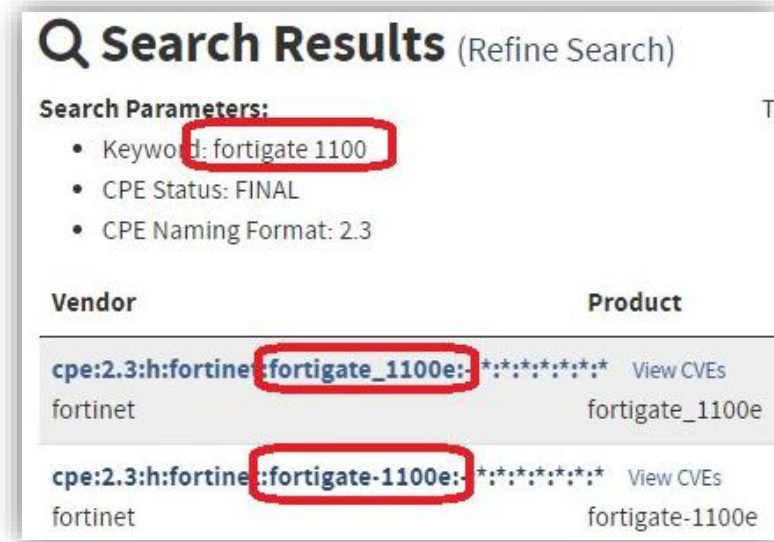 Search Results (Refine Search)
Search Parameters: T
Keyword: fortigate 1100
CPE Status: FINAL
CPE Naming Format: 2.3
Vendor Product
cpe:2.3:h:fortinet:fortigate_1100e:-:*:*:*:*:*:*:* View CVEs
fortinet fortigate_1100e
cpe:2.3:h:fortinet:fortigate-1100e:-:*:*:*:*:*:*:* View CVEs
fortinet fortigate-1100e